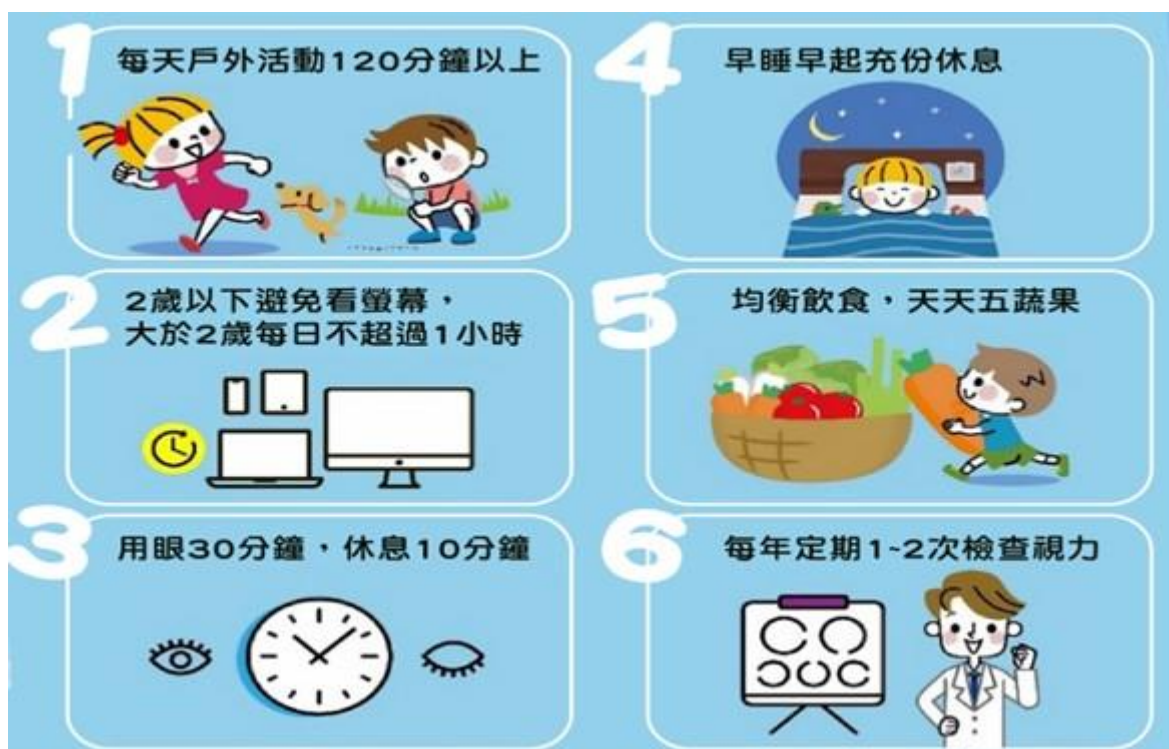 1
每天戶外活動120分鐘以上
2
2歲以下避免看螢幕，
大於2歲每日不超過1小時
3
用眼30分鐘，休息10分鐘
4
早睡早起充份休息
5
均衡飲食，天天五蔬果
6
每年定期1~2次檢查視力